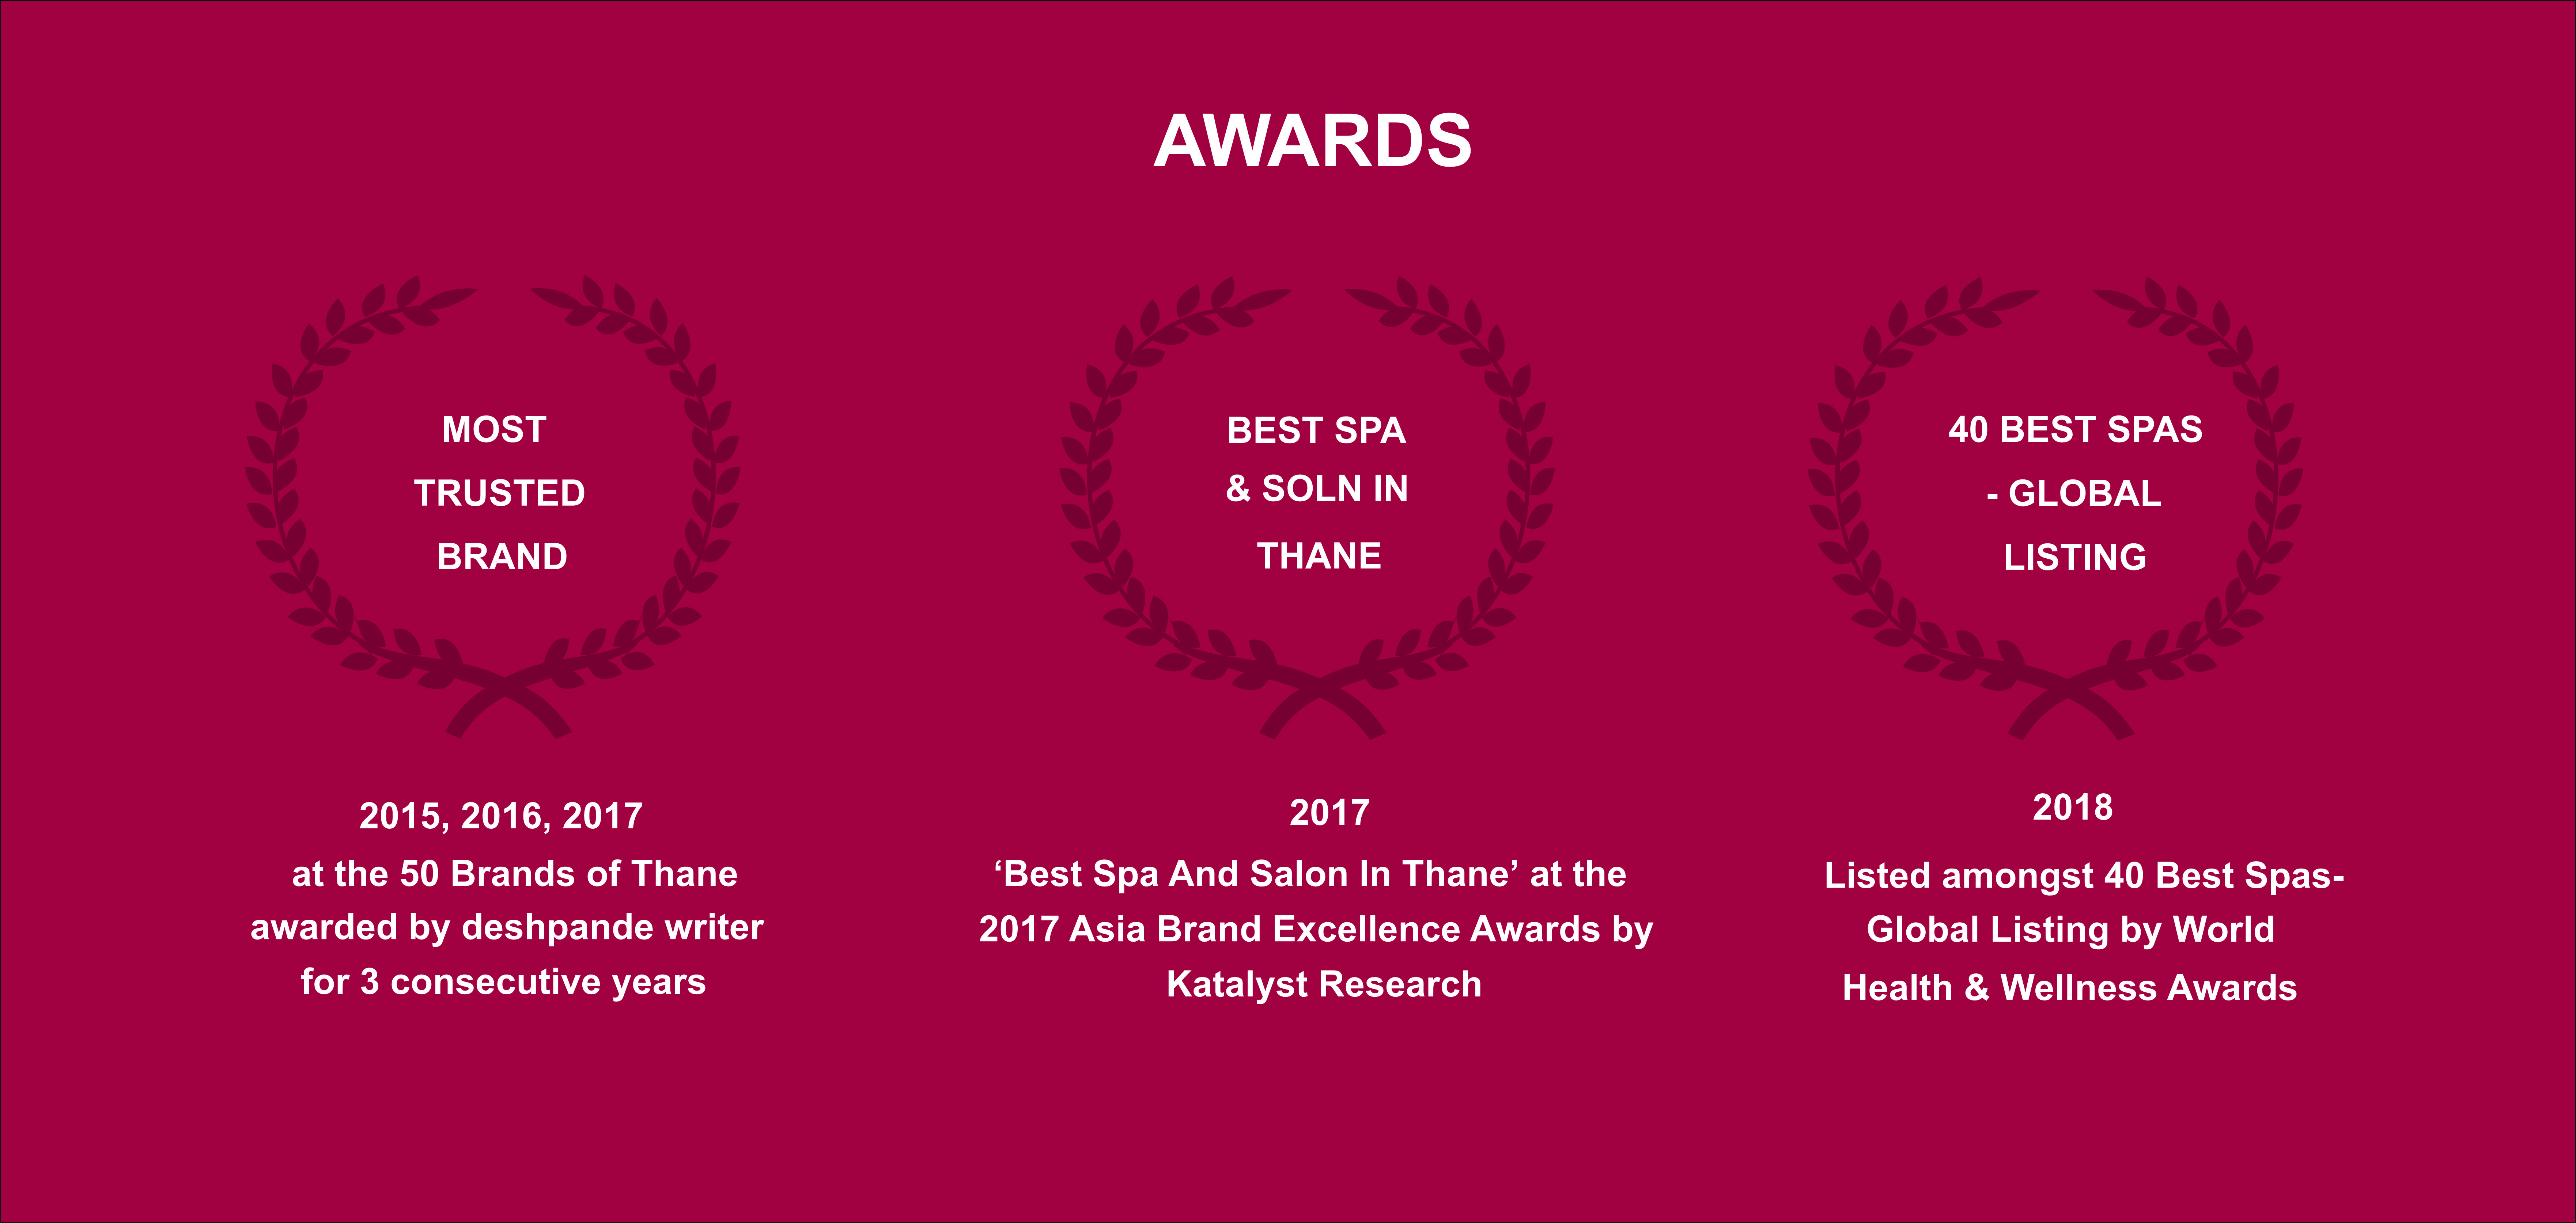 AWARDS
MOST
TRUSTED
BRAND
2015, 2016, 2017
at the 50 Brands of Thane
awarded by deshpande writer
for 3 consecutive years
BEST SPA
& SOLN IN
THANE
2017
‘Best Spa And Salon In Thane’ at the
2017 Asia Brand Excellence Awards by
Katalyst Research
40 BEST SPAS
- GLOBAL
LISTING
2018
Listed amongst 40 Best Spas-
Global Listing by World
Health & Wellness Awards